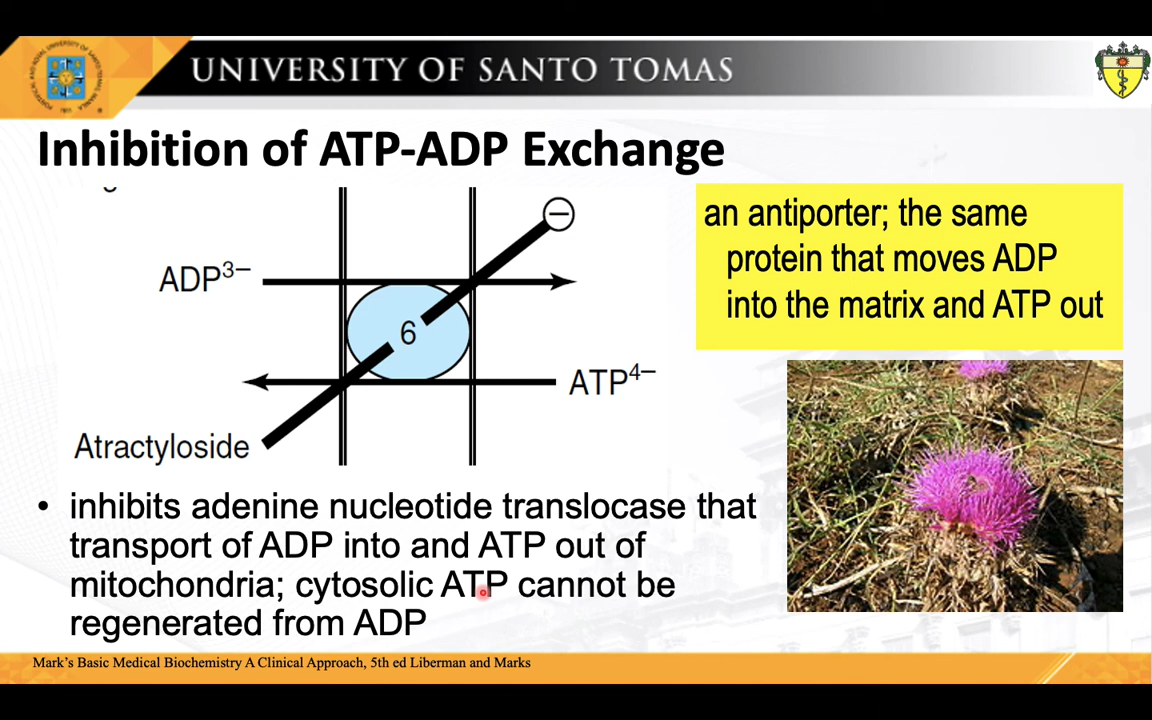 UNIVERSITY OF SANTO TOMAS
Inhibition of ATP-ADP Exchange
ADP3–
6
ATP4–
Atractyloside
an antiporter; the same
protein that moves ADP
into the matrix and ATP out
• inhibits adenine nucleotide translocase that
transport of ADP into and ATP out of
mitochondria; cytosolic ATP cannot be
regenerated from ADP
Mark's Basic Medical Biochemistry A Clinical Approach, 5th ed Liberman and Marks